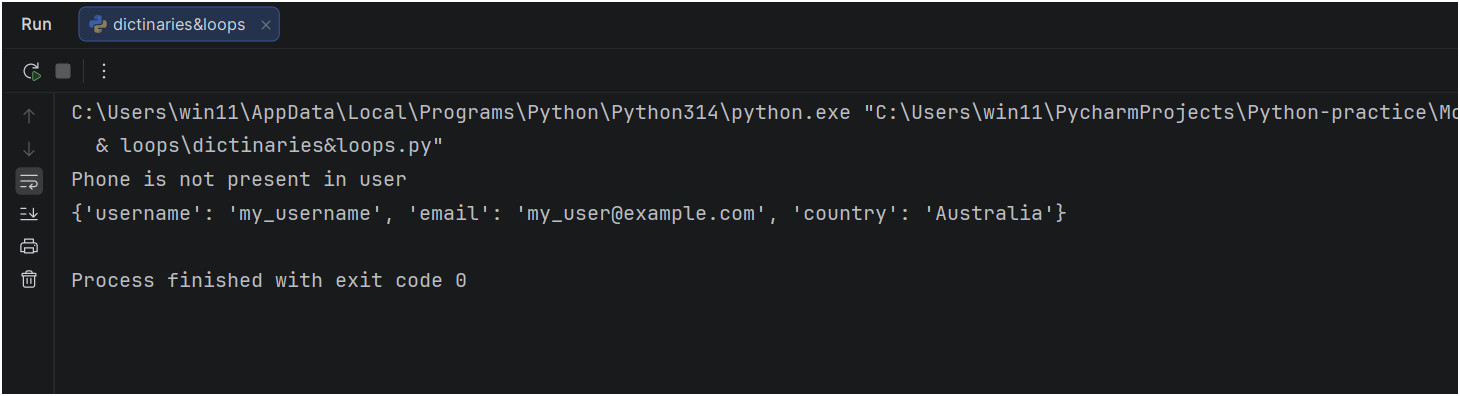 Run
dictinaries&loops
C:\Users\win11\AppData\Local\Programs\Python\Python314\python.exe "C:\Users\win11\PycharmProjects\Python-practice\Mo
& loops\dictinaries&loops.py"
Phone is not present in user
{'username': 'my_username', 'email': 'my_user@example.com', 'country': 'Australia'}
Process finished with exit code 0